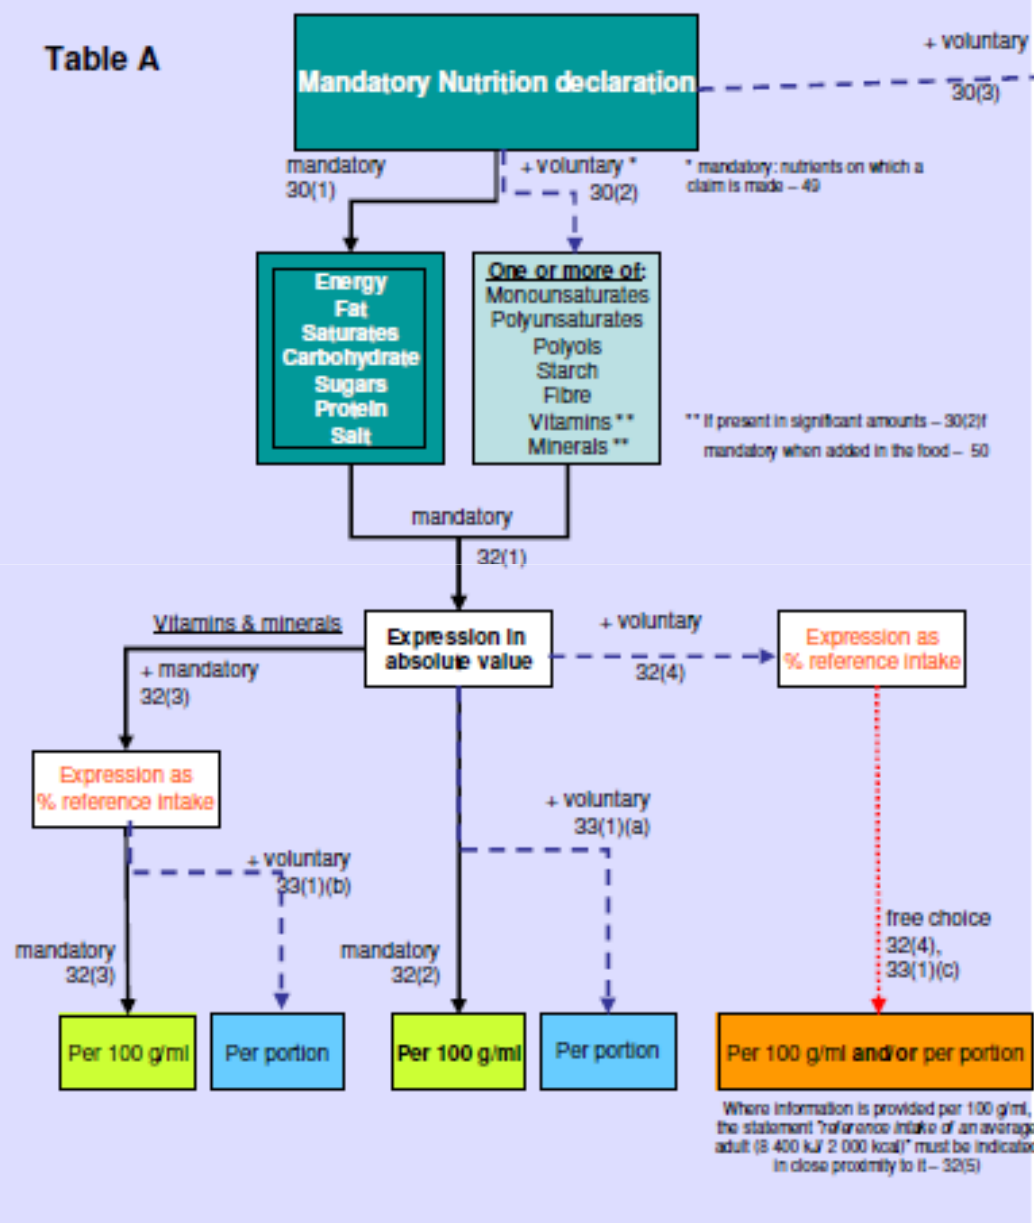 Table A
Mandatory Nutrition declaration
+ voluntary
30(3)
mandatory
30(1)
+ voluntary *
30(2)
* mandatory: nutrients on which a
claim is made – 49
Energy
Fat
Saturates
Carbohydrate
Sugars
Protein
Salt
One or more of:
Monounsaturates
Polyunsaturates
Polyols
Starch
Fibre
Vitamins **
Minerals **
** If present in significant amounts – 30(2)f
mandatory when added in the food – 50
mandatory
32(1)
Vitamins & minerals
+ mandatory
32(3)
Expression in
absolute value
+ voluntary
32(4)
Expression as
% reference intake
Expression as
% reference intake
+ voluntary
33(1)(a)
+ voluntary
33(1)(b)
free choice
32(4),
33(1)(c)
mandatory
32(3)
mandatory
32(2)
Per 100 g/ml
Per portion
Per 100 g/ml
Per portion
Per 100 g/ml and/or per portion
Where information is provided per 100 g/ml,
the statement "reference intake of an average
adult (8 400 kJ/ 2 000 kcal)" must be indicated
in close proximity to it – 32(5)